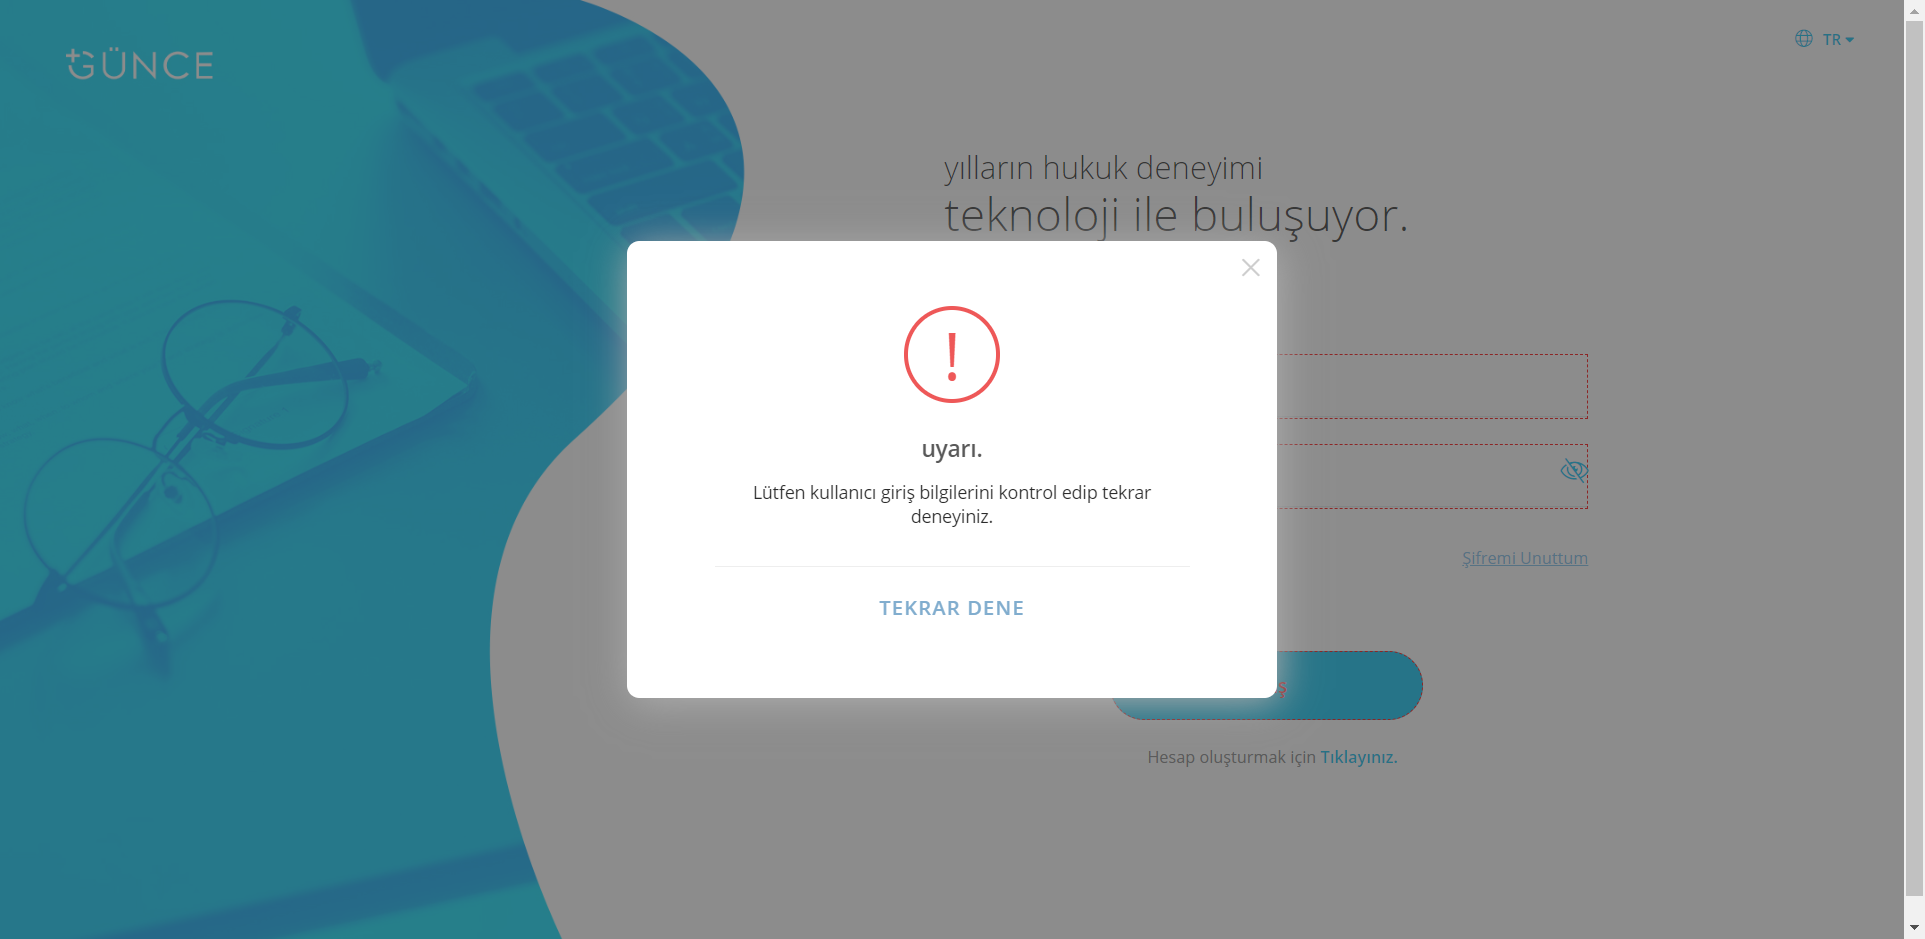 GÜNCE
TR
yılların hukuk deneyimi
teknoloji ile buluşuyor.
uyarı.
Lütfen kullanıcı giriş bilgilerini kontrol edip tekrar
deneyiniz.
TEKRAR DENE
Şifremi Unuttum
ş
Hesap oluşturmak için Tıklayınız.